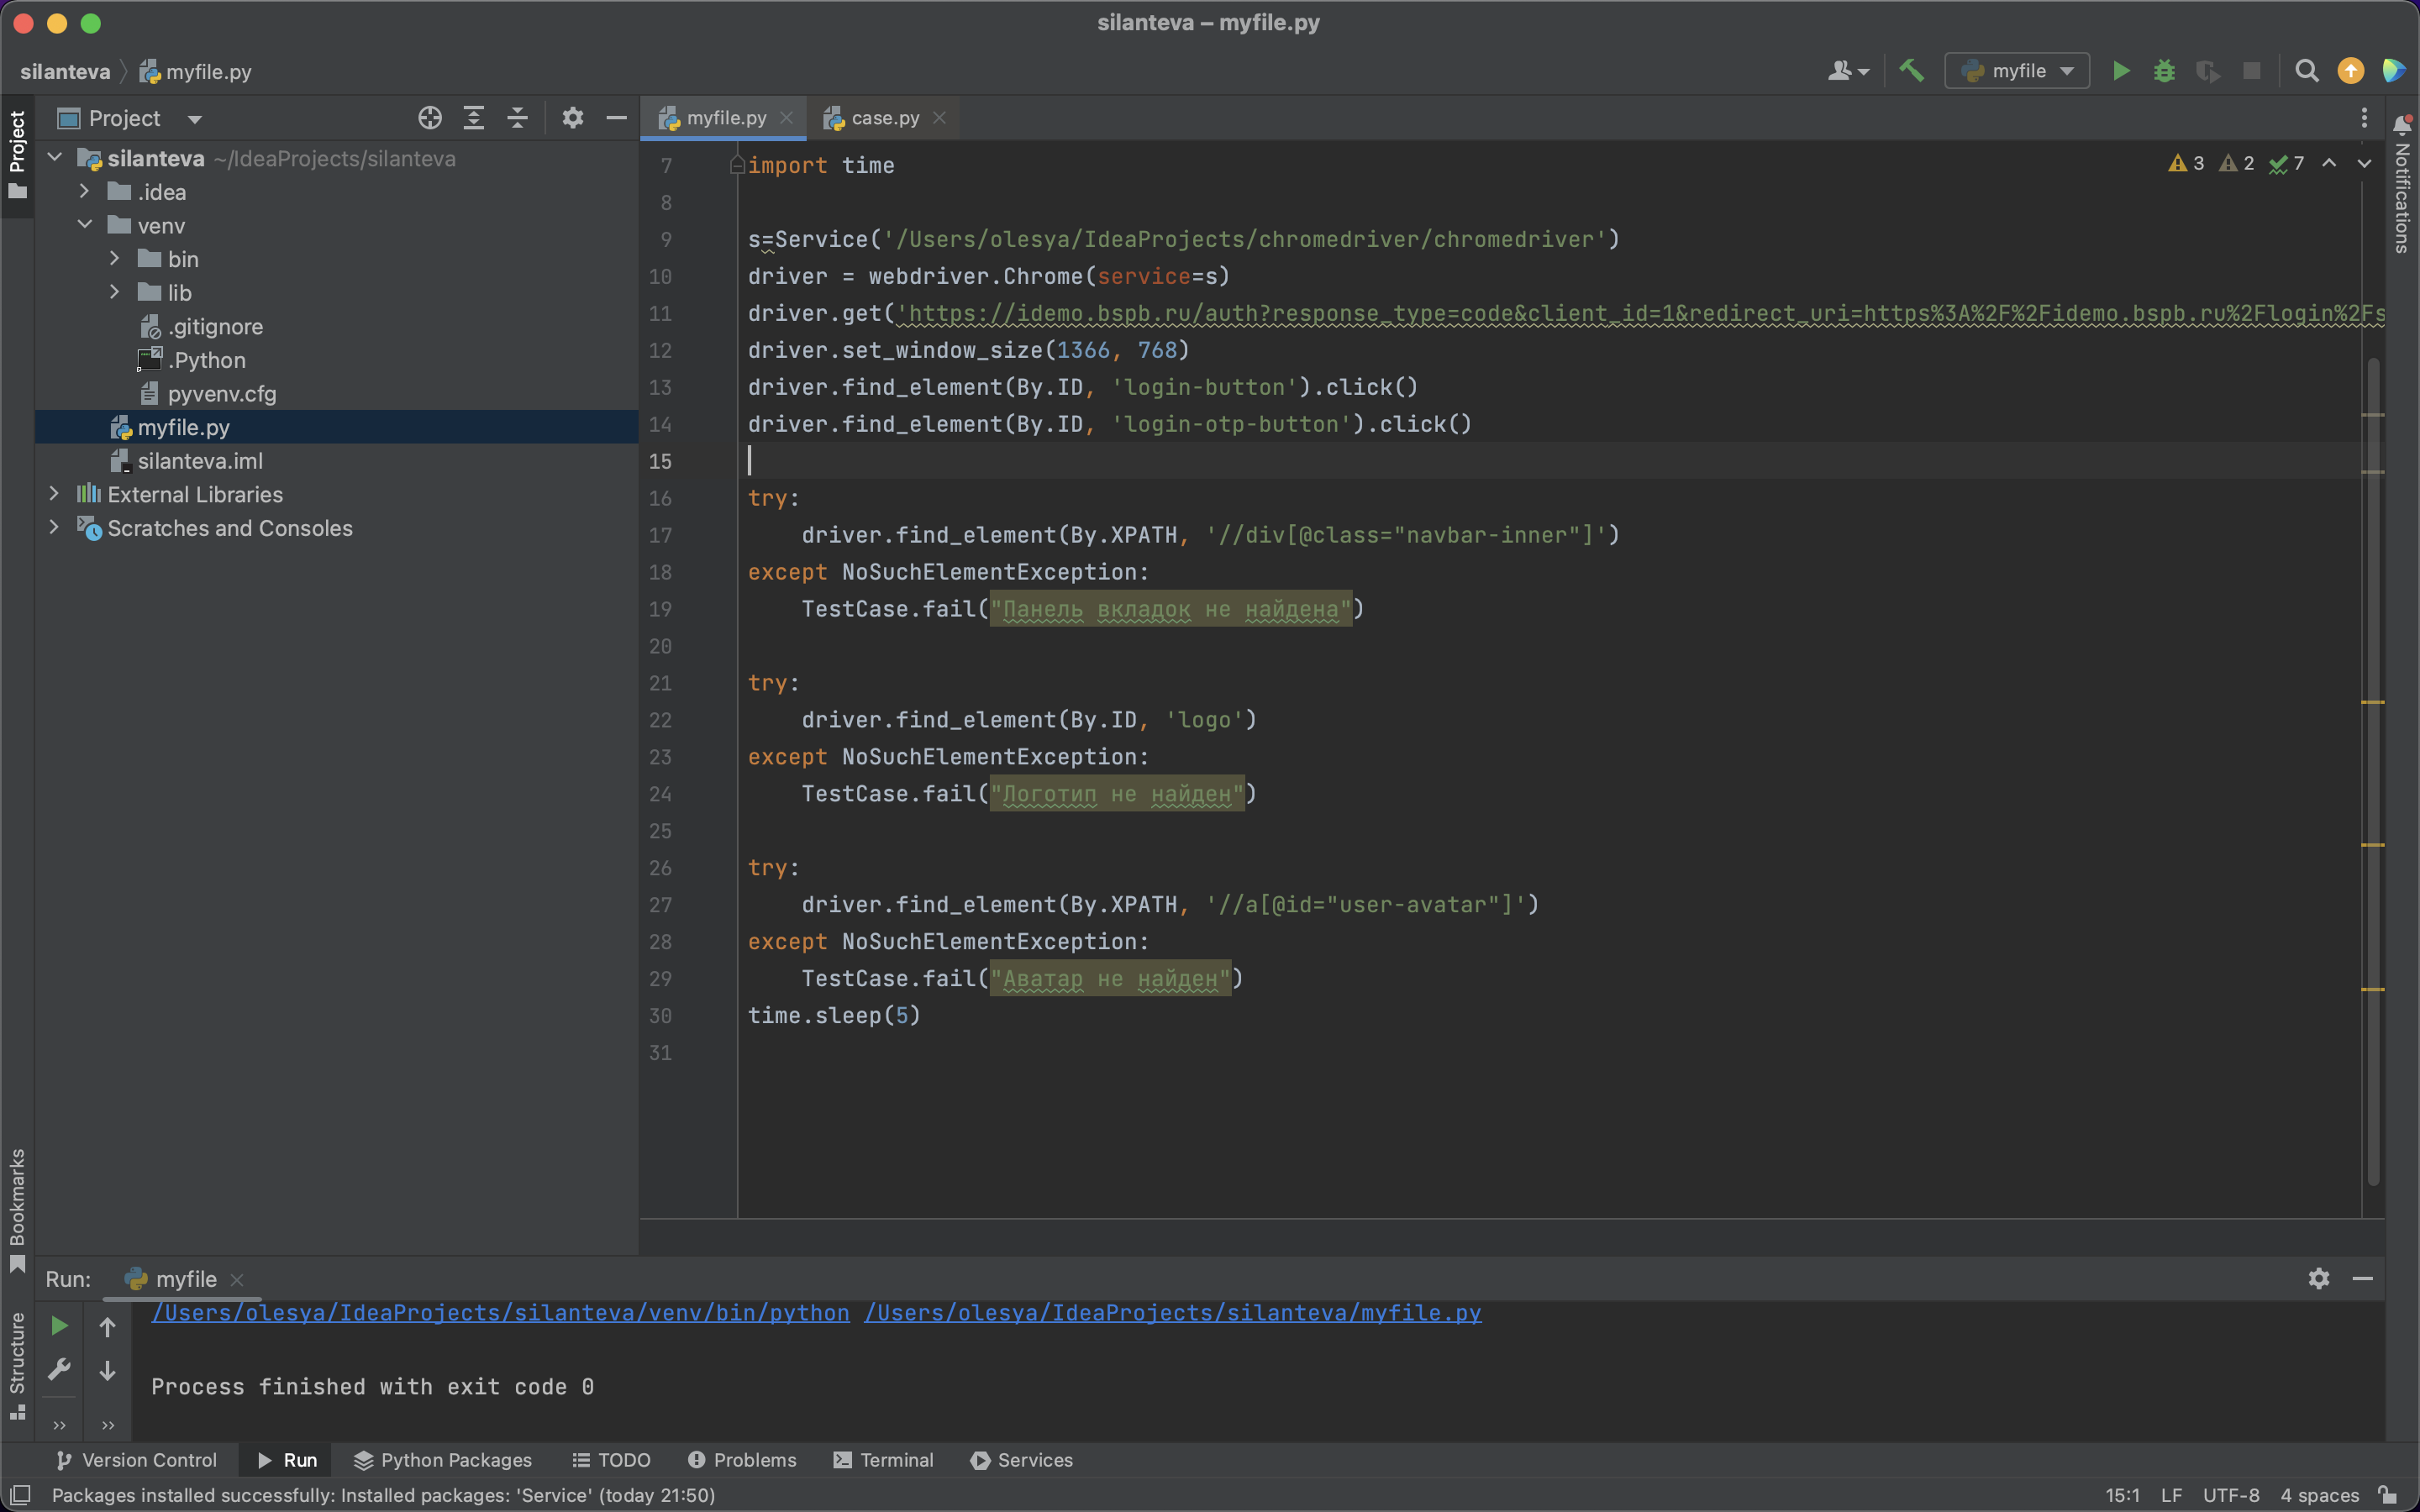 silanteva – myfile.py
silanteva myfile.py
myfile
Project
myfile.py
case.py
Project
Notifications
silanteva ~/IdeaProjects/silanteva
.idea
venv
bin
lib
.gitignore
.Python
pyvenv.cfg
myfile.py
silanteva.iml
External Libraries
Scratches and Consoles
3 2 7
7 import time
8
9 s=Service('/Users/olesya/IdeaProjects/chromedriver/chromedriver')
10 driver = webdriver.Chrome(service=s)
11 driver.get('https://idemo.bspb.ru/auth?response_type=code&client_id=1&redirect_uri=https%3A%2F%2Fidemo.bspb.ru%2Flogin%2Fs
12 driver.set_window_size(1366, 768)
13 driver.find_element(By.ID, 'login-button').click()
14 driver.find_element(By.ID, 'login-otp-button').click()
15
16 try:
17 driver.find_element(By.XPATH, '//div[@class="navbar-inner"]')
18 except NoSuchElementException:
19 TestCase.fail("Панель вкладок не найдена")
20
21 try:
22 driver.find_element(By.ID, 'logo')
23 except NoSuchElementException:
24 TestCase.fail("Логотип не найден")
25
26 try:
27 driver.find_element(By.XPATH, '//a[@id="user-avatar"]')
28 except NoSuchElementException:
29 TestCase.fail("Аватар не найден")
30 time.sleep(5)
31
Bookmarks
Structure
Run: myfile
/Users/olesya/IdeaProjects/silanteva/venv/bin/python /Users/olesya/IdeaProjects/silanteva/myfile.py
Process finished with exit code 0
Version Control Run Python Packages TODO Problems Terminal Services
Packages installed successfully: Installed packages: 'Service' (today 21:50)
15:1 LF UTF-8 4 spaces